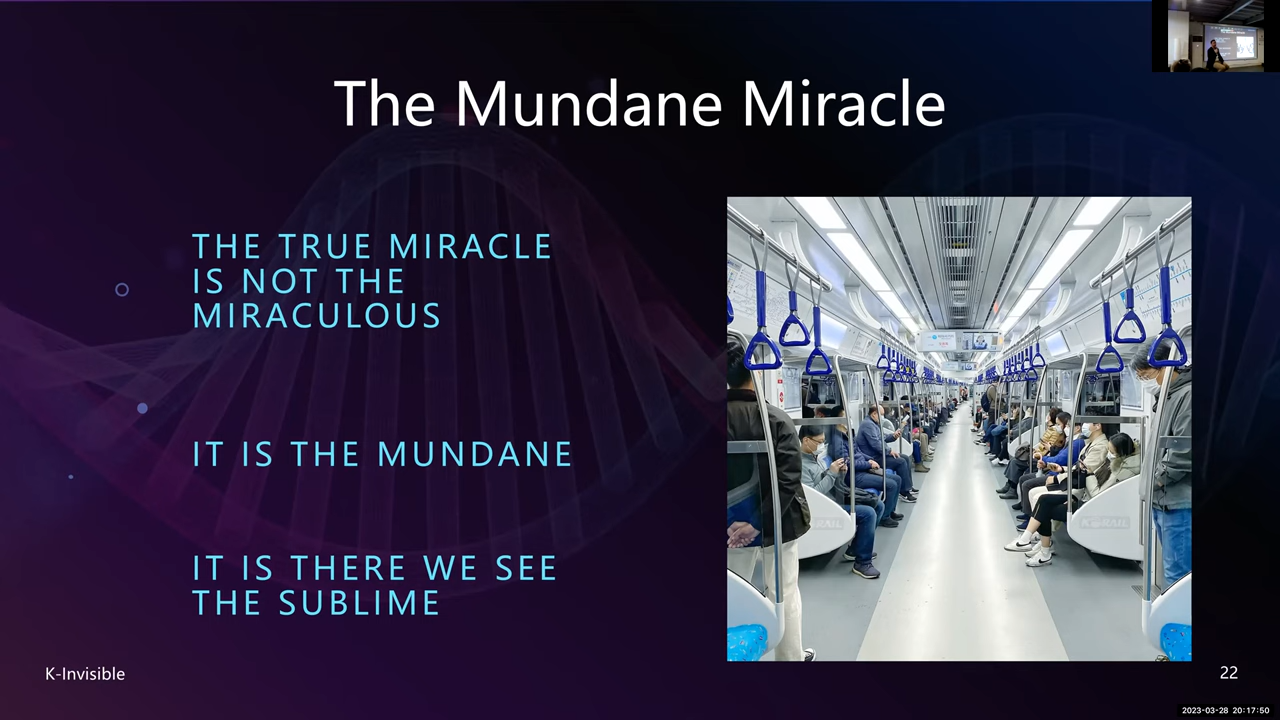 The Mundane Miracle
THE TRUE MIRACLE
IS NOT THE
MIRACULOUS
IT IS THE MUNDANE
IT IS THERE WE SEE
THE SUBLIME
KORAIL
K-Invisible
22
2023-03-28 20:17:50